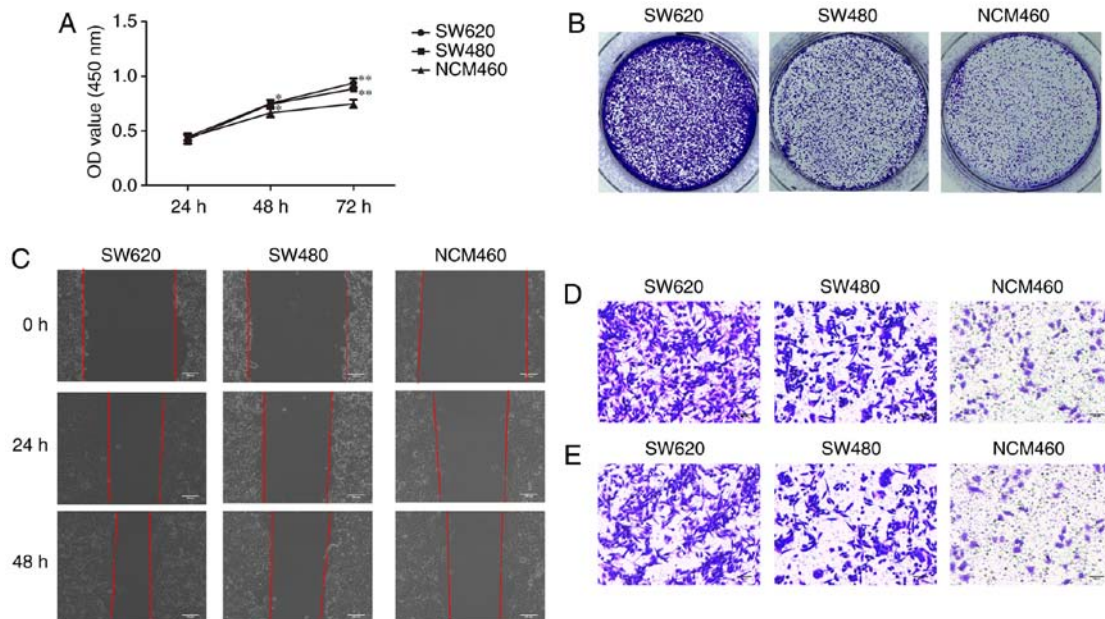 A
OD value (450 nm)
1.5
1.0
0.5
0.0
24 h 48 h 72 h
SW620
SW480
NCM460
*
*
**
**
B
SW620 SW480 NCM460
C
SW620 SW480 NCM460
0 h
24 h
48 h
D
SW620 SW480 NCM460
E
SW620 SW480 NCM460